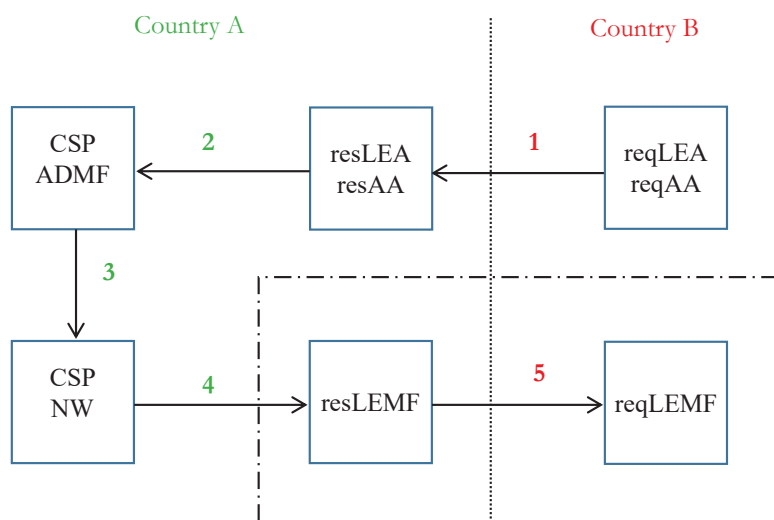 Country A
Country B
CSP
ADMF
2
resLEA
resAA
1
reqLEA
reqAA
3
CSP
NW
4
resLEMF
5
reqLEMF